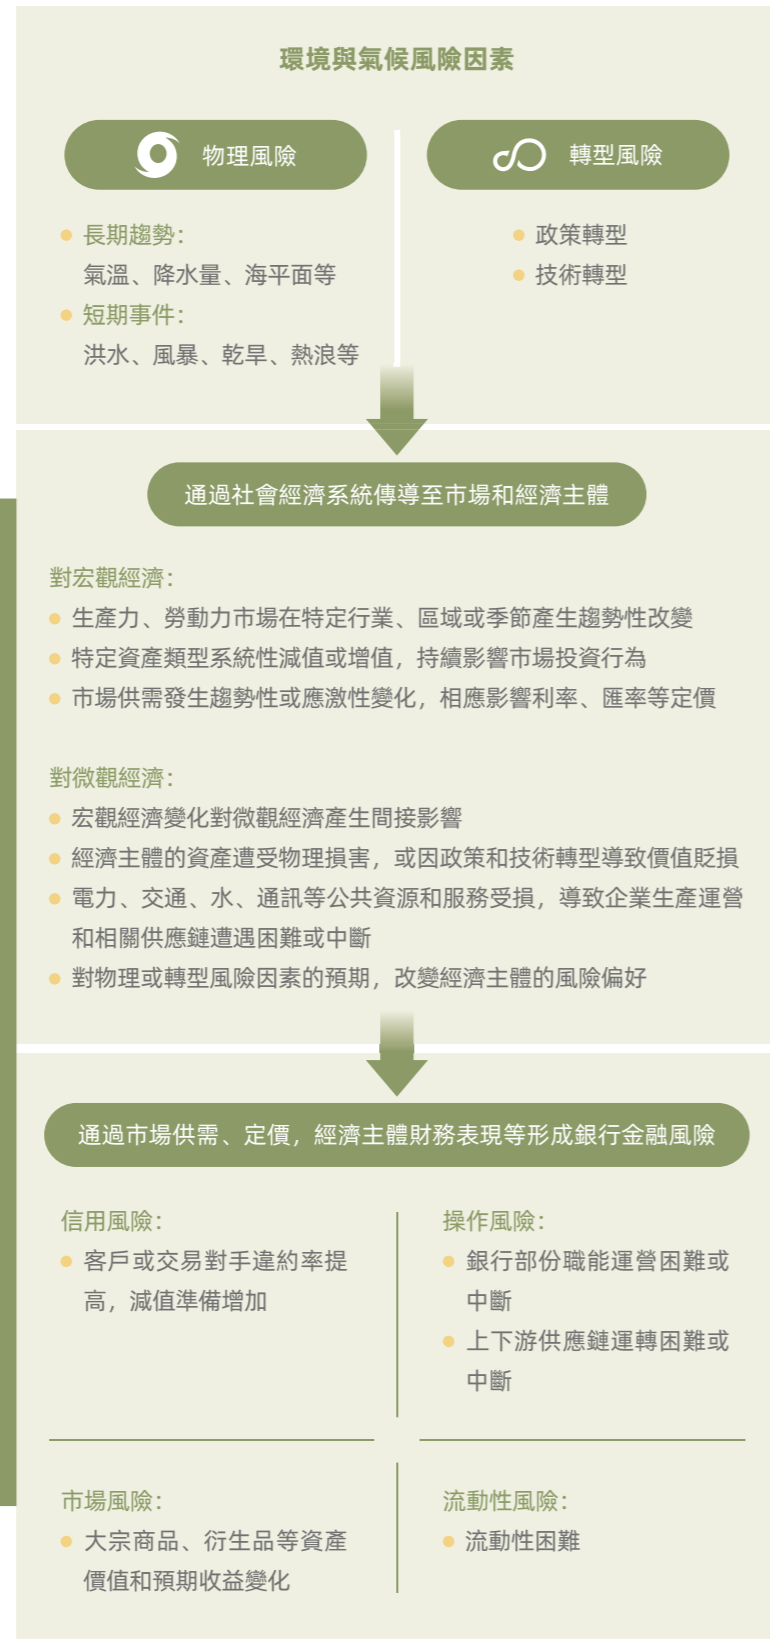 環境與氣候風險因素
物理風險
長期趨勢：
氣溫、降水量、海平面等
短期事件：
洪水、風暴、乾旱、熱浪等
轉型風險
政策轉型
技術轉型
通過社會經濟系統傳導至市場和經濟主體
對宏觀經濟：
生產力、勞動力市場在特定行業、區域或季節產生趨勢性改變
特定資產類型系統性減值或增值，持續影響市場投資行為
市場供需發生趨勢性或應激性變化，相應影響利率、匯率等定價
對微觀經濟：
宏觀經濟變化對微觀經濟產生間接影響
經濟主體的資產遭受物理損害，或因政策和技術轉型導致價值貶損
電力、交通、水、通訊等公共資源和服務受損，導致企業生產運營
和相關供應鏈遭遇困難或中斷
對物理或轉型風險因素的預期，改變經濟主體的風險偏好
通過市場供需、定價，經濟主體財務表現等形成銀行金融風險
信用風險：
客戶或交易對手違約率提
高，減值準備增加
操作風險：
銀行部份職能運營困難或
中斷
上下游供應鏈運轉困難或
中斷
市場風險：
大宗商品、衍生品等資產
價值和預期收益變化
流動性風險：
流動性困難